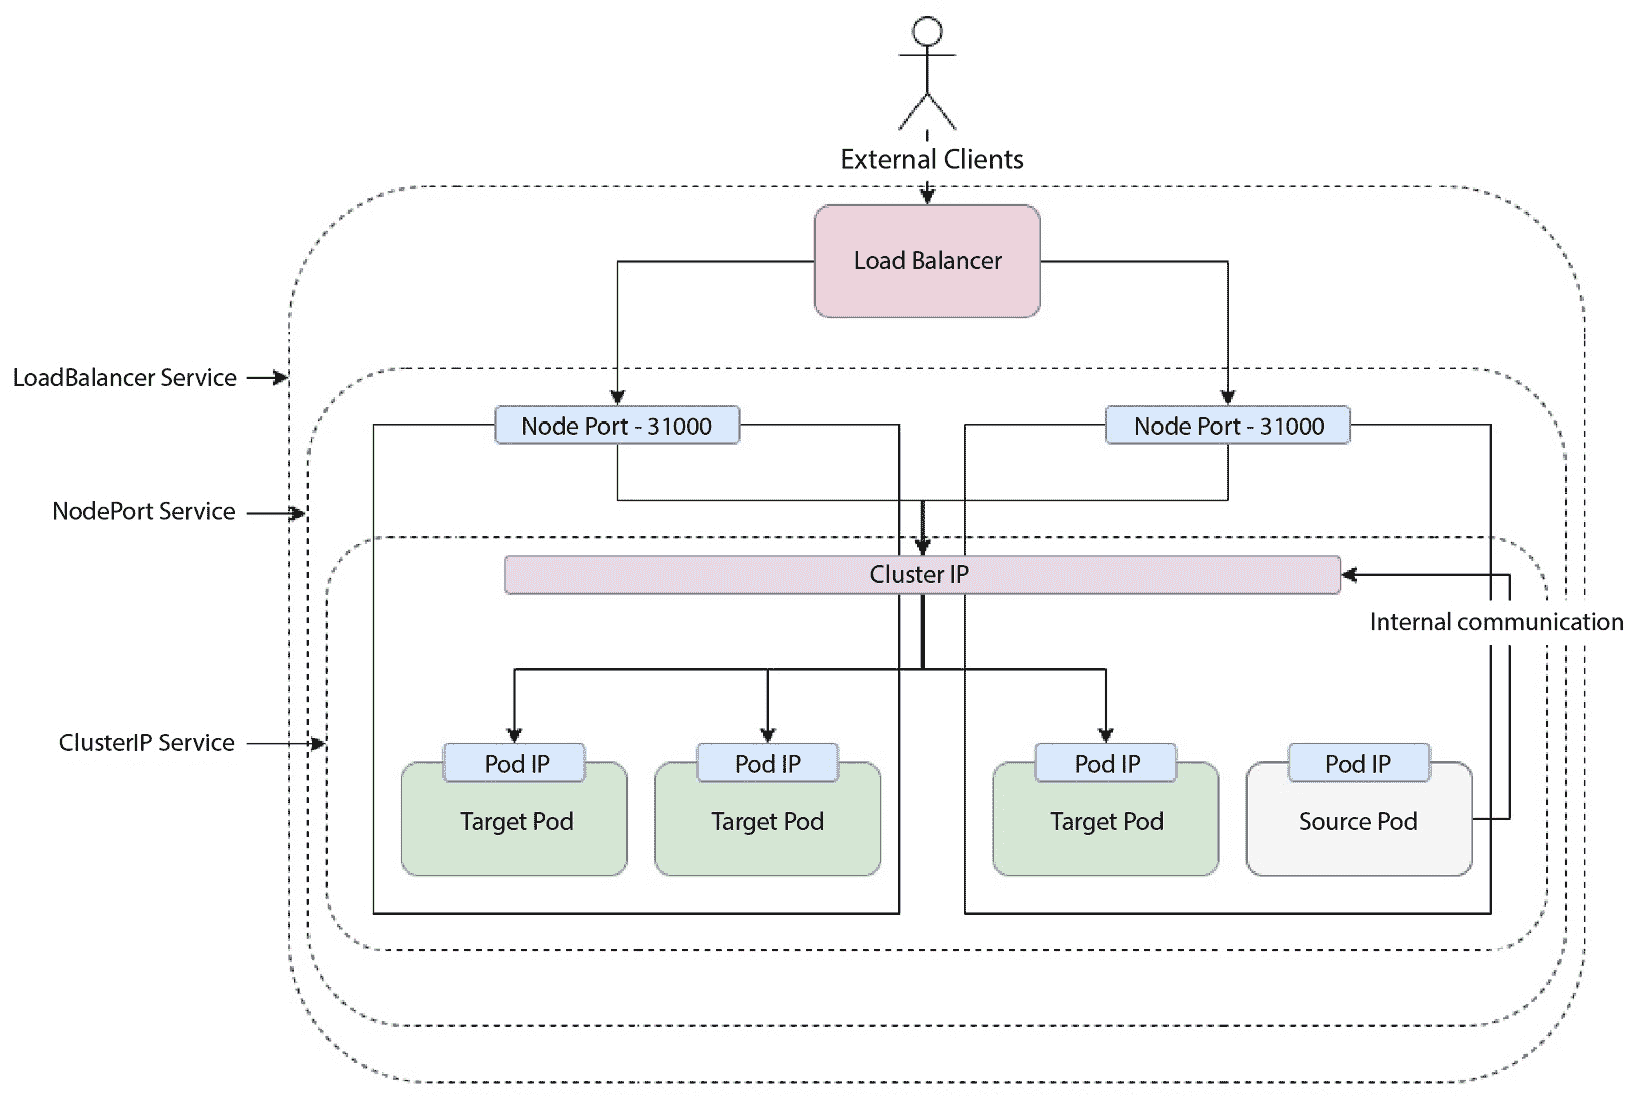 External Clients
Load Balancer
LoadBalancer Service
Node Port - 31000
Node Port - 31000
NodePort Service
Cluster IP
Internal communication
ClusterIP Service
Pod IP
Pod IP
Pod IP
Pod IP
Target Pod
Target Pod
Target Pod
Source Pod